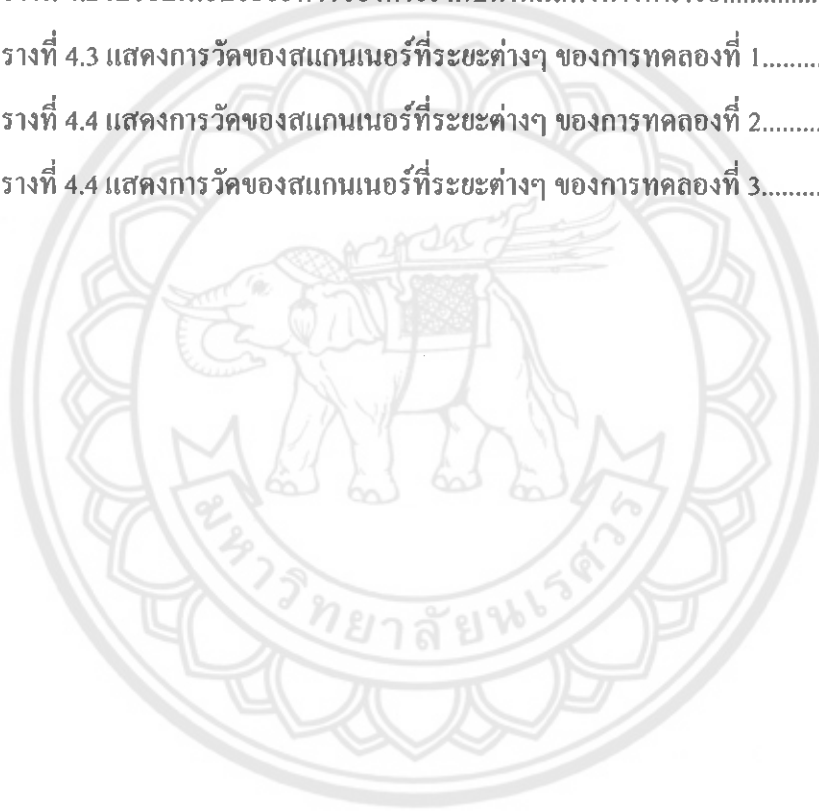 รางที่ 4.3 แสดงการวัดของสแกนเนอร์ที่ระยะต่างๆ ของการทดลองที่ 1.........
รางที่ 4.4 แสดงการวัดของสแกนเนอร์ที่ระยะต่างๆ ของการทดลองที่ 2.........
รางที่ 4.4 แสดงการวัดของสแกนเนอร์ที่ระยะต่างๆ ของการทดลองที่ 3.........
มหาวิทยาลัยนเรศวร